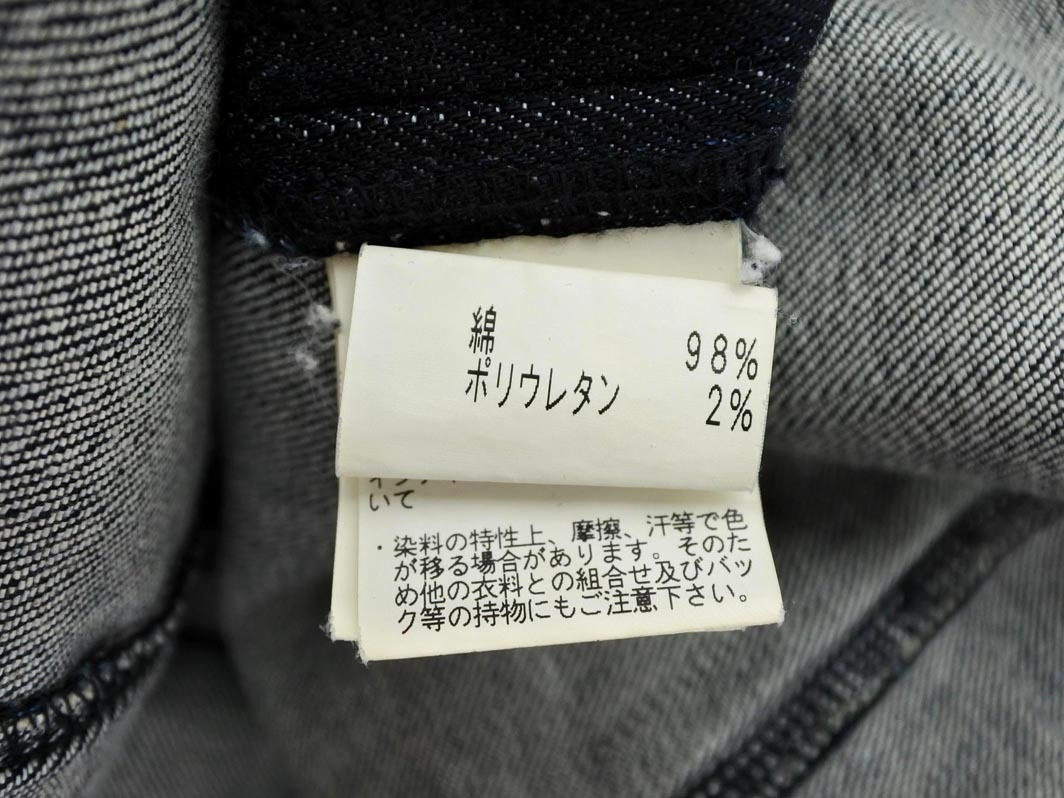 綿 98%
ポリウレタン 2%
いて
・染料の特性上、摩擦、汗等で色
が移る場合があります。そのた
め他の衣料との組合せ及びバッ
ク等の持物にもご注意下さい。